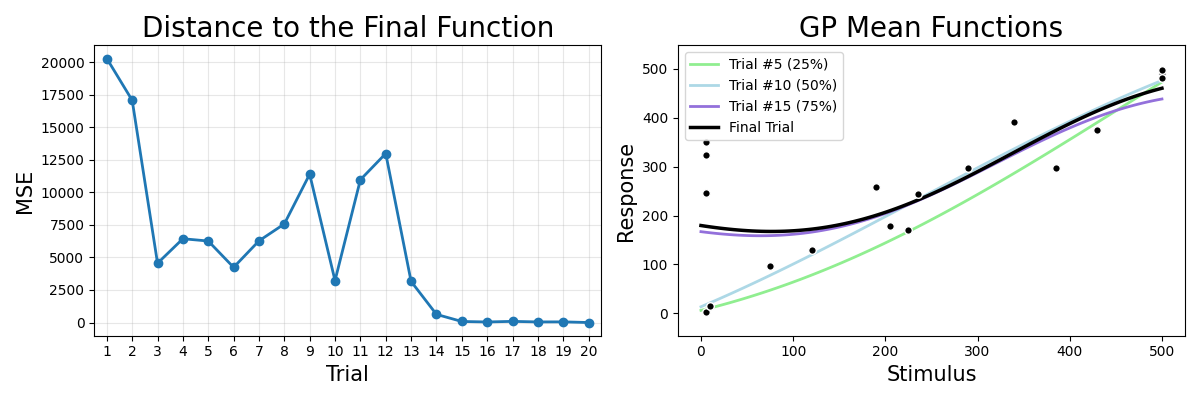 Distance to the Final Function
MSE
20000
17500
15000
12500
10000
7500
5000
2500
0
1 2 3 4 5 6 7 8 9 10 11 12 13 14 15 16 17 18 19 20
Trial
GP Mean Functions
Response
500
400
300
200
100
0
Trial #5 (25%)
Trial #10 (50%)
Trial #15 (75%)
Final Trial
0 100 200 300 400 500
Stimulus